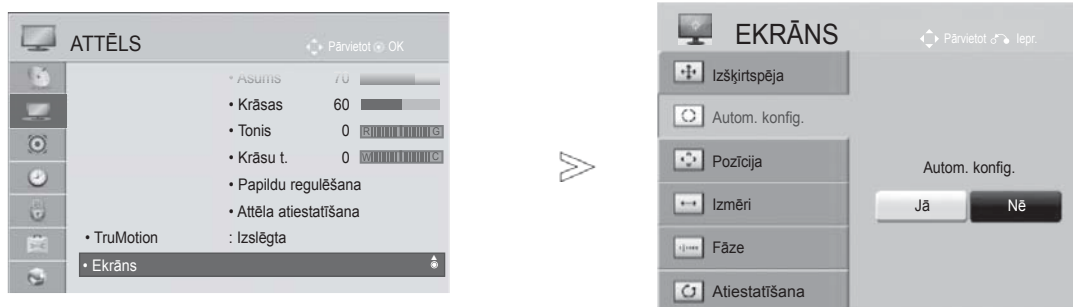 ATTĒLS
Pārvietot OK
• Asums 70
• Krāsas 60
• Tonis 0 R G
• Krāsu t. 0 W C
• Papildu regulēšana
• Attēla atiestatīšana
• TruMotion : Izslēgta
• Ekrāns
EKRĀNS
Pārvietot Iepr.
Izšķirtspēja
Autom. konfig.
Pozīcija
Izmēri
Fāze
Atiestatīšana
Autom. konfig.
Jā Nē